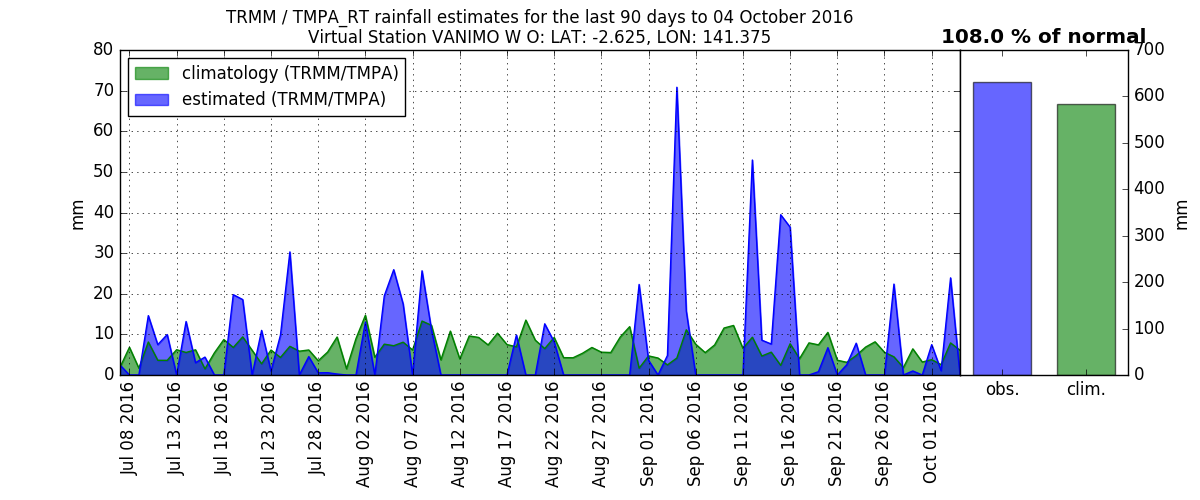 TRMM / TMPA_RT rainfall estimates for the last 90 days to 04 October 2016
Virtual Station VANIMO W O: LAT: -2.625, LON: 141.375
108.0 % of normal
climatology (TRMM/TMPA)
estimated (TRMM/TMPA)
mm
80
70
60
50
40
30
20
10
0
Jul 08 2016
Jul 13 2016
Jul 18 2016
Jul 23 2016
Jul 28 2016
Aug 02 2016
Aug 07 2016
Aug 12 2016
Aug 17 2016
Aug 22 2016
Aug 27 2016
Sep 01 2016
Sep 06 2016
Sep 11 2016
Sep 16 2016
Sep 21 2016
Sep 26 2016
Oct 01 2016
obs.
clim.
700
600
500
400
300
200
100
0
mm